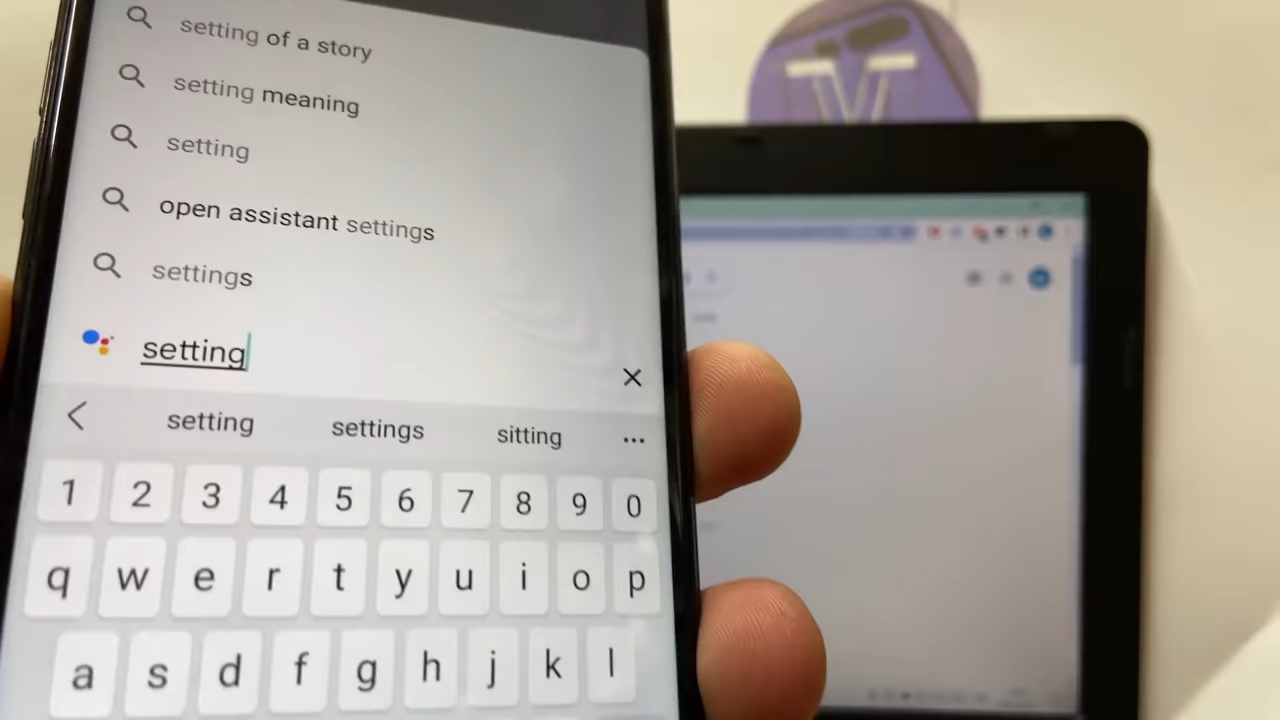 setting of a story
setting meaning
setting
open assistant settings
settings
setting
setting settings sitting
1 2 3 4 5 6 7 8 9 0
q w e r t y u i o p
a s d f g h j k l